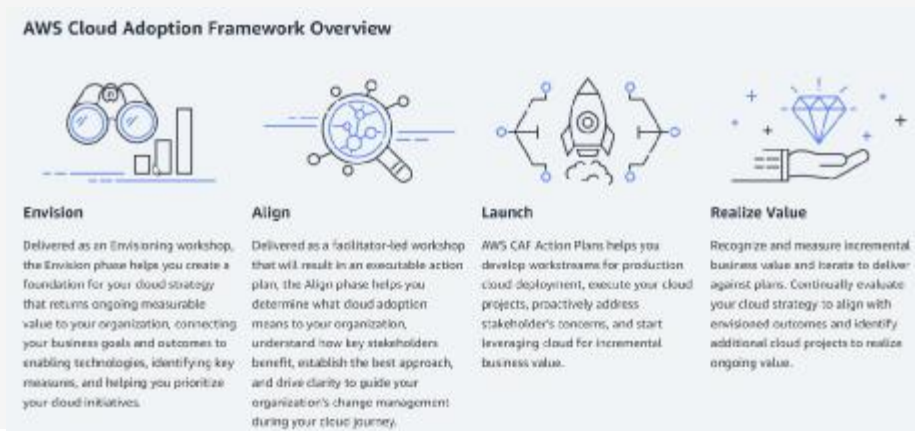 AWS Cloud Adoption Framework Overview
Envision
Delivered as an Envisioning workshop,
the Envision phase helps you create a
foundation for your cloud strategy
that returns ongoing measurable
value to your organization, connecting
your business goals and outcomes to
enabling technologies, identifying key
measures, and helping you prioritize
your cloud initiatives.
Align
Delivered as a facilitator-led workshop
that will result in an executable action
plan, the Align phase helps you
determine what cloud adoption
means to your organization,
understand how key stakeholders
benefit, establish the best approach,
and drive clarity to guide your
organization's change management
during your cloud journey.
Launch
AWS CAF Action Plans helps you
develop workstreams for production
cloud deployment, execute your cloud
projects, proactively address
stakeholder's concerns, and start
leveraging cloud for incremental
business value.
Realize Value
Recognize and measure incremental
business value and iterate to deliver
against plans. Continually evaluate
your cloud strategy to align with
envisioned outcomes and identify
additional cloud projects to realize
ongoing value.